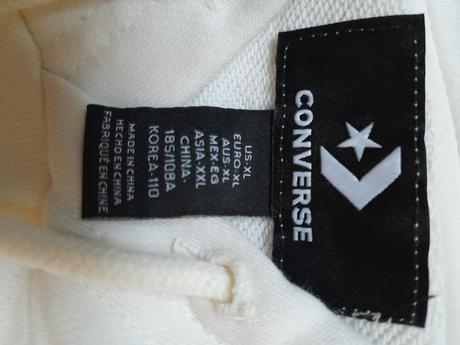 CONVERSE
US-XL
EURO-XL
AUS-XL
MEX-EG
ASIA-XXL
CHINA-
185/108A
KOREA-110
MADE IN CHINA
HECHO EN CHINA
FABRIQUÉ EN CHINE